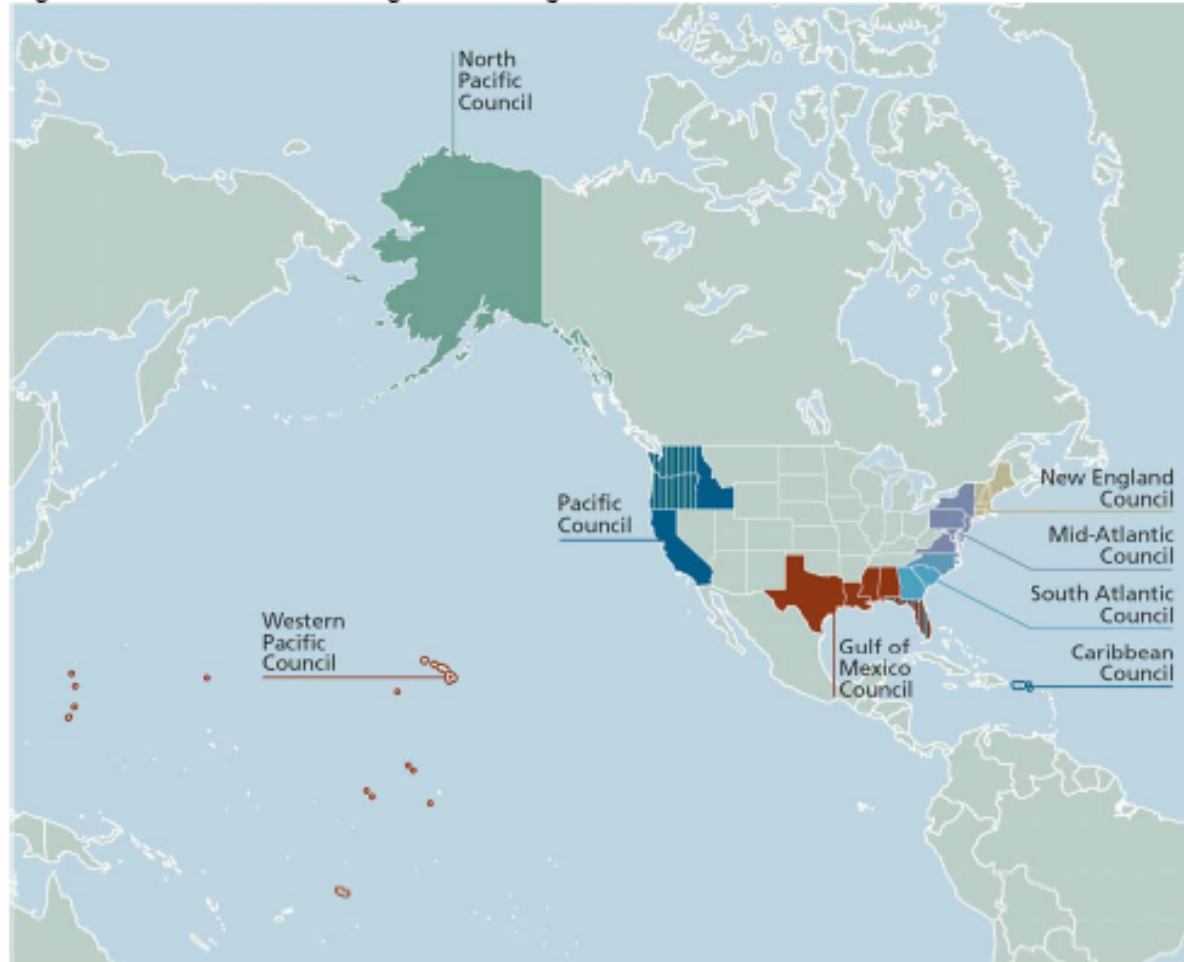 North
Pacific
Council
New England
Council
Pacific
Council
Mid-Atlantic
Council
South Atlantic
Council
Western
Pacific
Council
Gulf of
Mexico
Council
Caribbean
Council